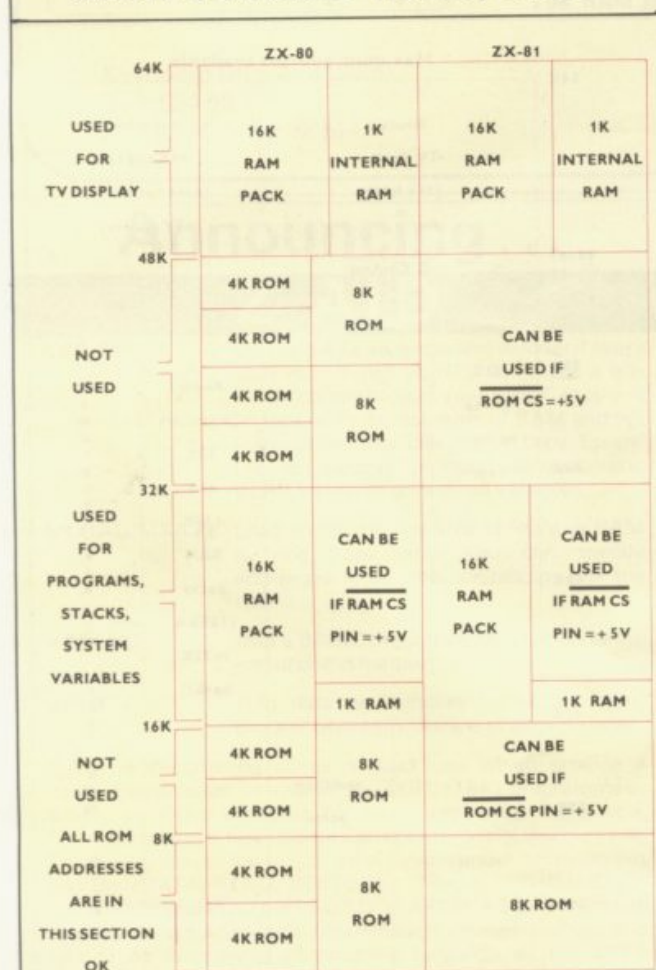 ZX-80 ZX-81
64K
USED
FOR
TV DISPLAY
16K
RAM
PACK
1K
INTERNAL
RAM
16K
RAM
PACK
1K
INTERNAL
RAM
48K
NOT
USED
4K ROM
4K ROM
4K ROM
4K ROM
8K
ROM
8K
ROM
CAN BE
USED IF
ROM CS = +5V
32K
USED
FOR
PROGRAMS,
STACKS,
SYSTEM
VARIABLES
16K
RAM
PACK
CAN BE
USED
IF RAM CS
PIN = + 5V
1K RAM
16K
RAM
PACK
CAN BE
USED
IF RAM CS
PIN = + 5V
1K RAM
16K
NOT
USED
4K ROM
4K ROM
8K
ROM
CAN BE
USED IF
ROM CS PIN = + 5V
8K
ALL ROM
ADDRESSES
ARE IN
THIS SECTION
OK
4K ROM
4K ROM
8K
ROM
8K ROM